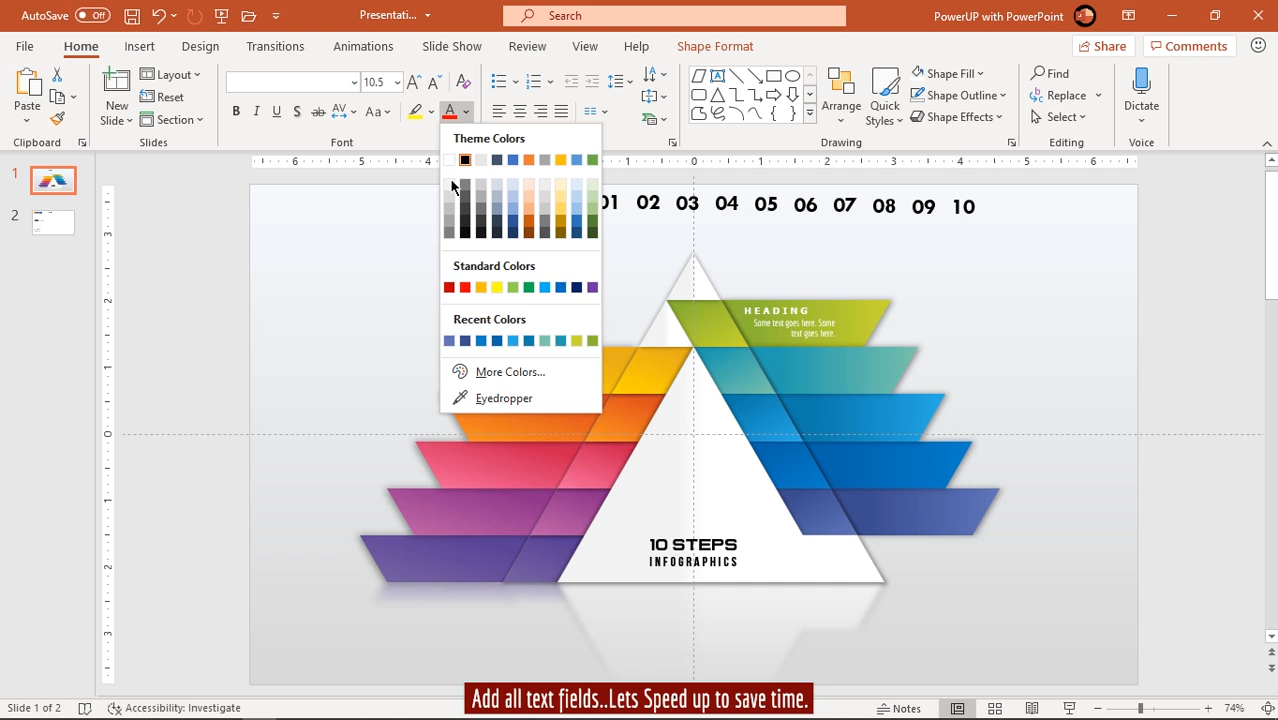 AutoSave Off Presentati... Search PowerUP with PowerPoint
File Home Insert Design Transitions Animations Slide Show Review View Help Shape Format Share Comments
Paste New Slide Layout Reset Section 10.5 Arrange Quick Styles Shape Fill Shape Outline Shape Effects Find Replace Select Dictate
Clipboard Slides Font Drawing Editing Voice
Theme Colors
Standard Colors
Recent Colors
More Colors...
Eyedropper
1
2
01 02 03 04 05 06 07 08 09 10
HEADING
Some text goes here. Some
text goes here.
10 STEPS
INFOGRAPHICS
Add all text fields..Lets Speed up to save time.
Slide 1 of 2 Accessibility: Investigate Notes 74%